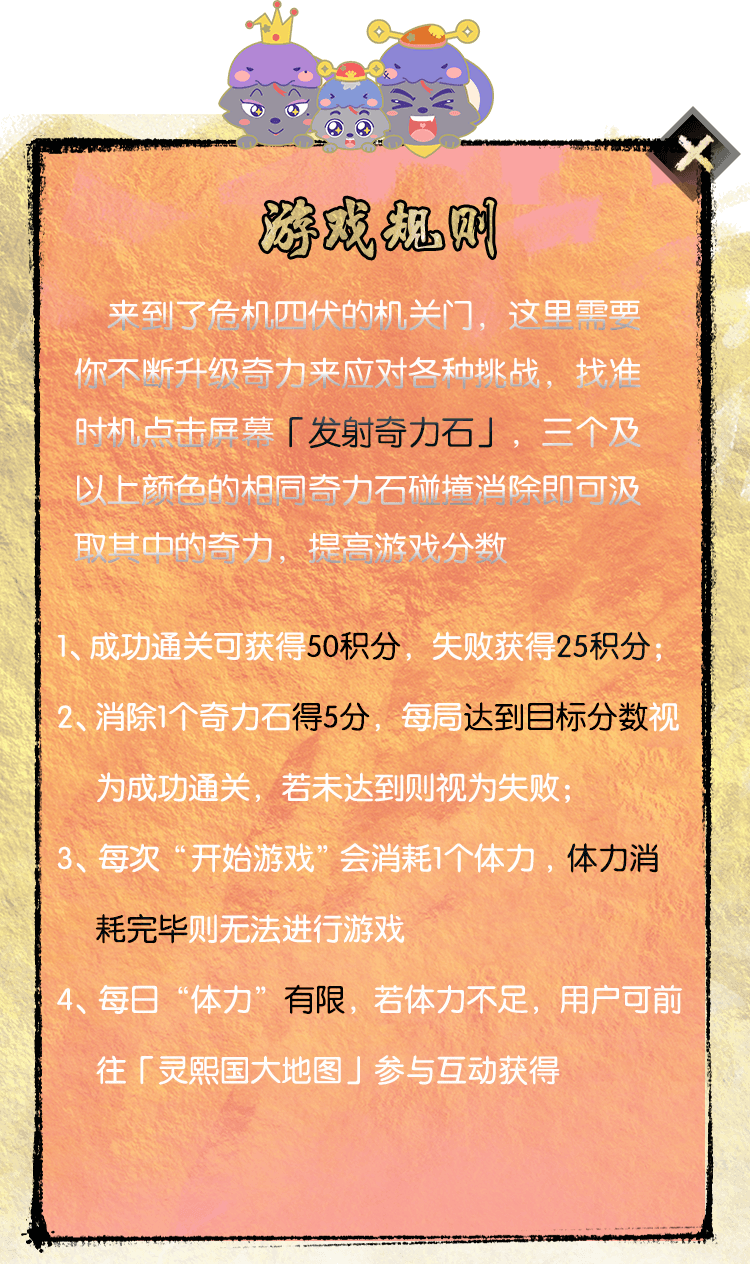 游戏规则
来到了危机四伏的机关门，这里需要
你不断升级奇力来应对各种挑战，找准
时机点击屏幕「发射奇力石」，三个及
以上颜色的相同奇力石碰撞消除即可汲
取其中的奇力，提高游戏分数
1、成功通关可获得50积分，失败获得25积分；
2、消除1个奇力石得5分，每局达到目标分数视
为成功通关，若未达到则视为失败；
3、每次“开始游戏”会消耗1个体力，体力消
耗完毕则无法进行游戏
4、每日“体力”有限，若体力不足，用户可前
往「灵熙国大地图」参与互动获得